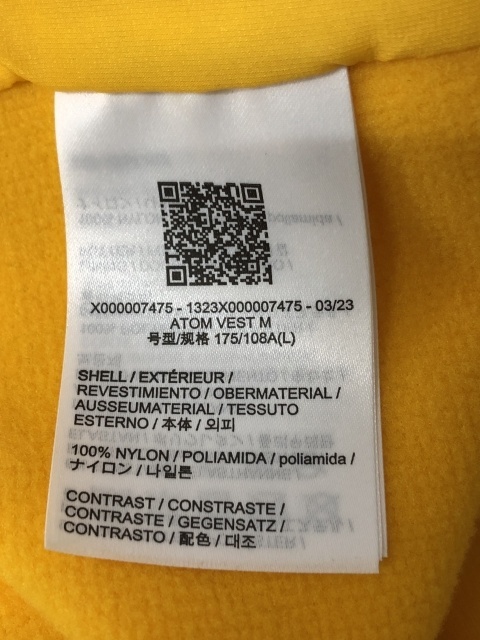 X000007475 - 1323X000007475 - 03/23
ATOM VEST M
号型/规格 175/108A(L)
SHELL / EXTÉRIEUR /
REVESTIMIENTO / OBERMATERIAL /
AUSSEUMATERIAL / TESSUTO
ESTERNO / 本体 / 외피
100% NYLON / POLIAMIDA / poliamida /
ナイロン / 나일론
CONTRAST / CONSTRASTE /
CONTRASTE / GEGENSATZ /
CONTRASTO / 配色 / 대조